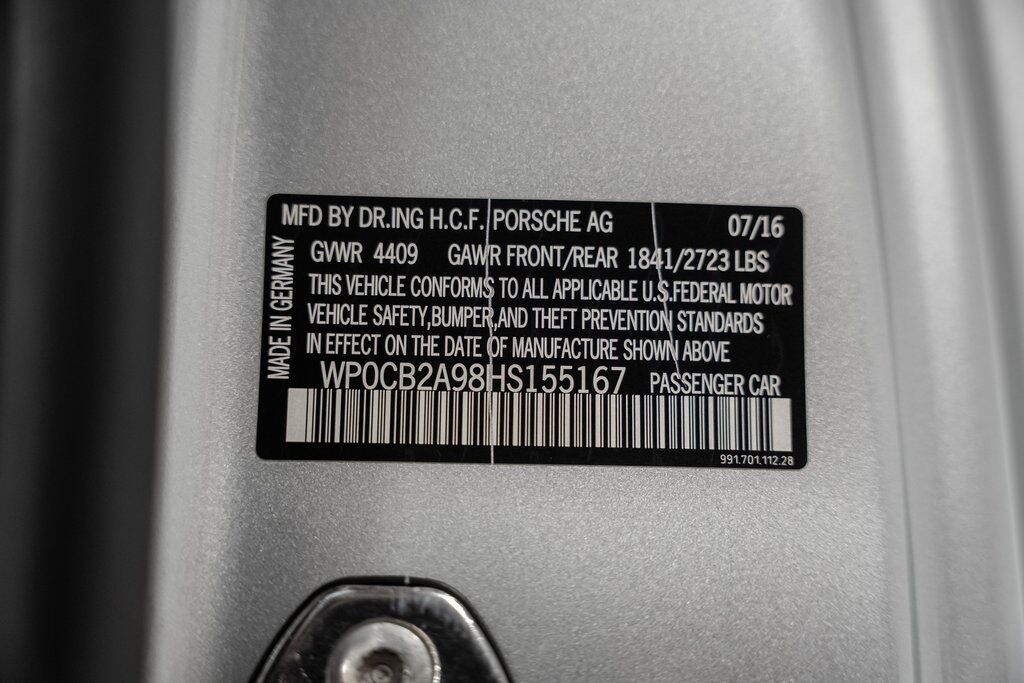 MFD BY DR.ING H.C.F. PORSCHE AG 07/16
GVWR 4409 GAWR FRONT/REAR 1841/2723 LBS
THIS VEHICLE CONFORMS TO ALL APPLICABLE U.S.FEDERAL MOTOR
VEHICLE SAFETY,BUMPER,AND THEFT PREVENTION STANDARDS
IN EFFECT ON THE DATE OF MANUFACTURE SHOWN ABOVE
WP0CB2A98HS155167 PASSENGER CAR
991.701.112.28
MADE IN GERMANY